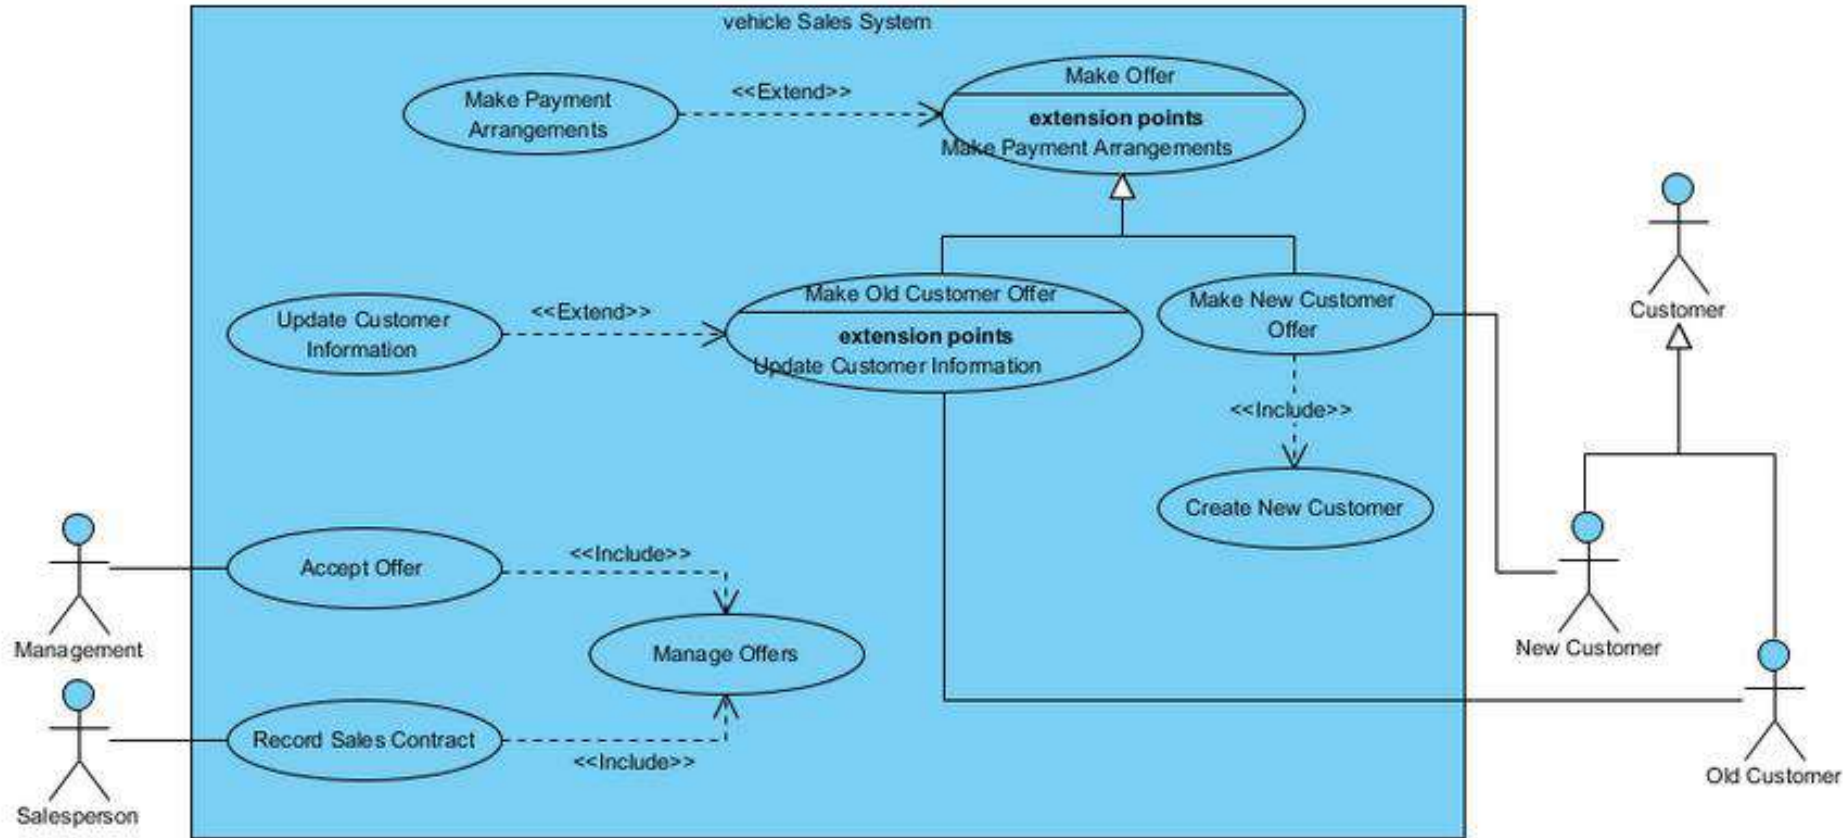 vehicle Sales System
Make Payment
Arrangements
<<Extend>>
Make Offer
extension points
Make Payment Arrangements
Update Customer
Information
<<Extend>>
Make Old Customer Offer
extension points
Update Customer Information
Make New Customer
Offer
<<Include>>
Create New Customer
Customer
New Customer
Old Customer
Management
Accept Offer
<<Include>>
Manage Offers
Salesperson
Record Sales Contract
<<Include>>